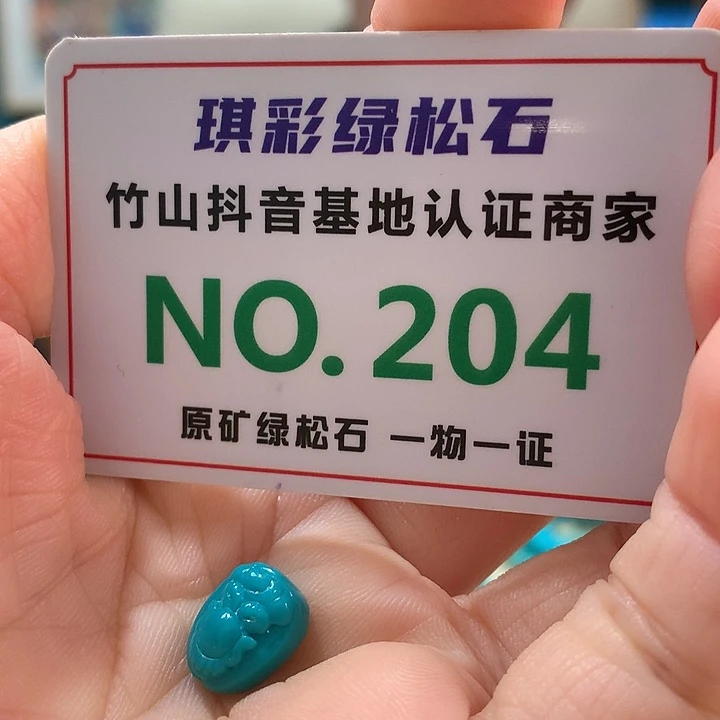 琪彩绿松石
竹山抖音基地认证商家
NO.204
原矿绿松石 一物一证